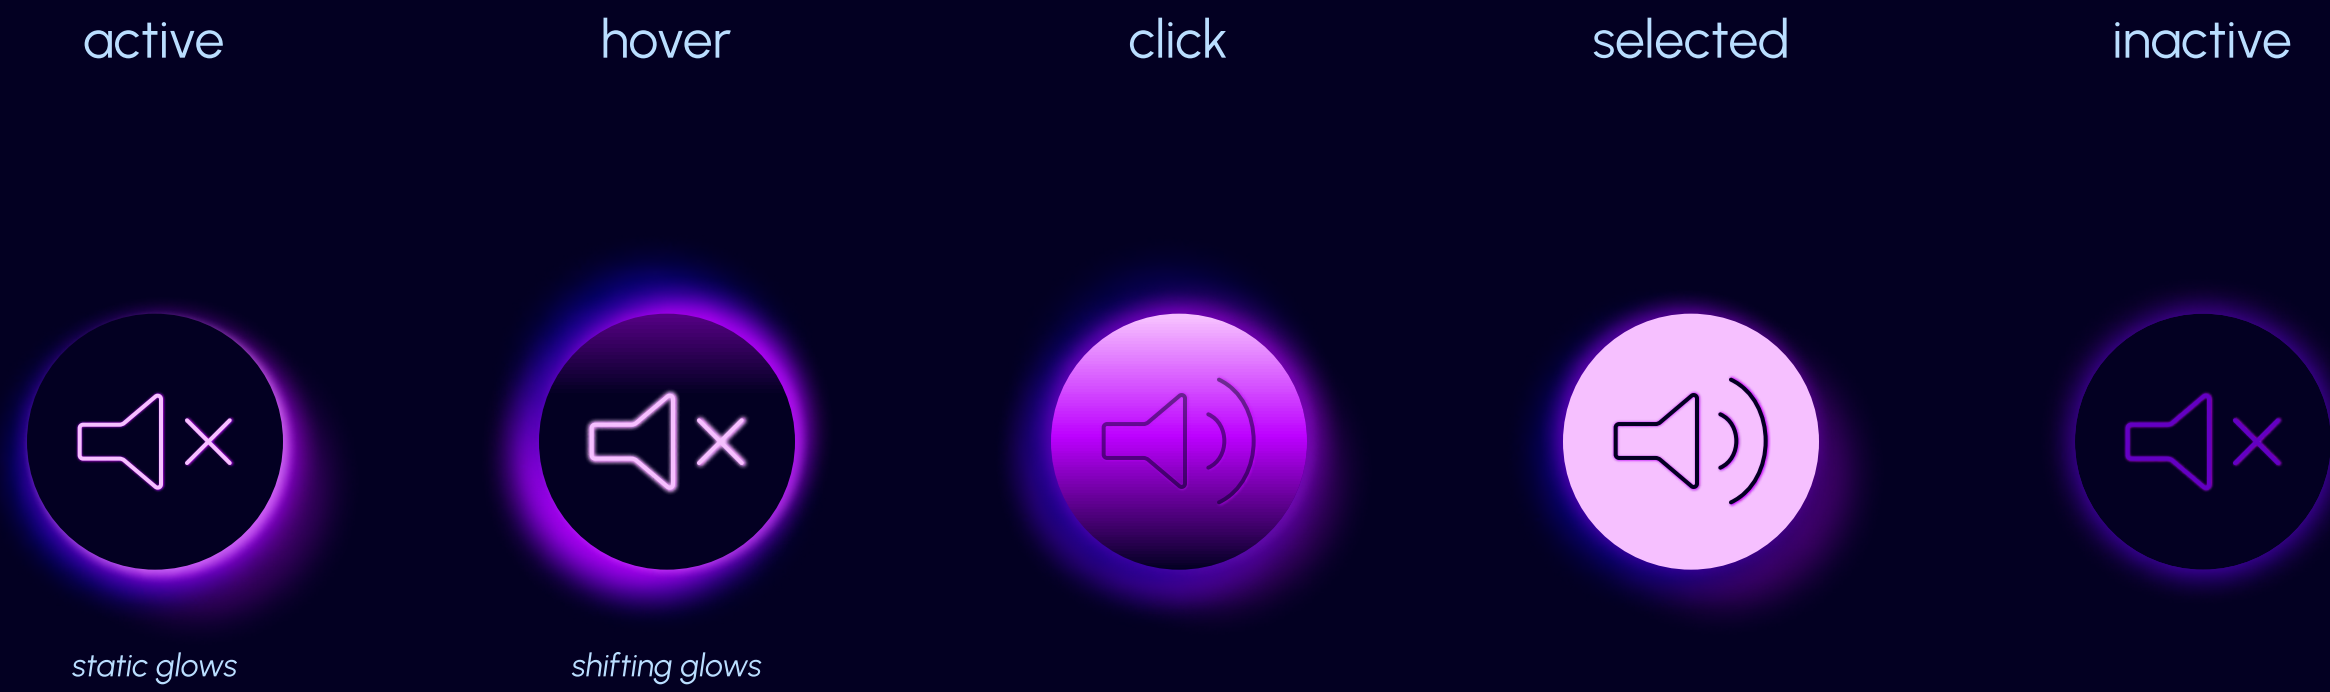 active
hover
click
selected
inactive
static glows
shifting glows